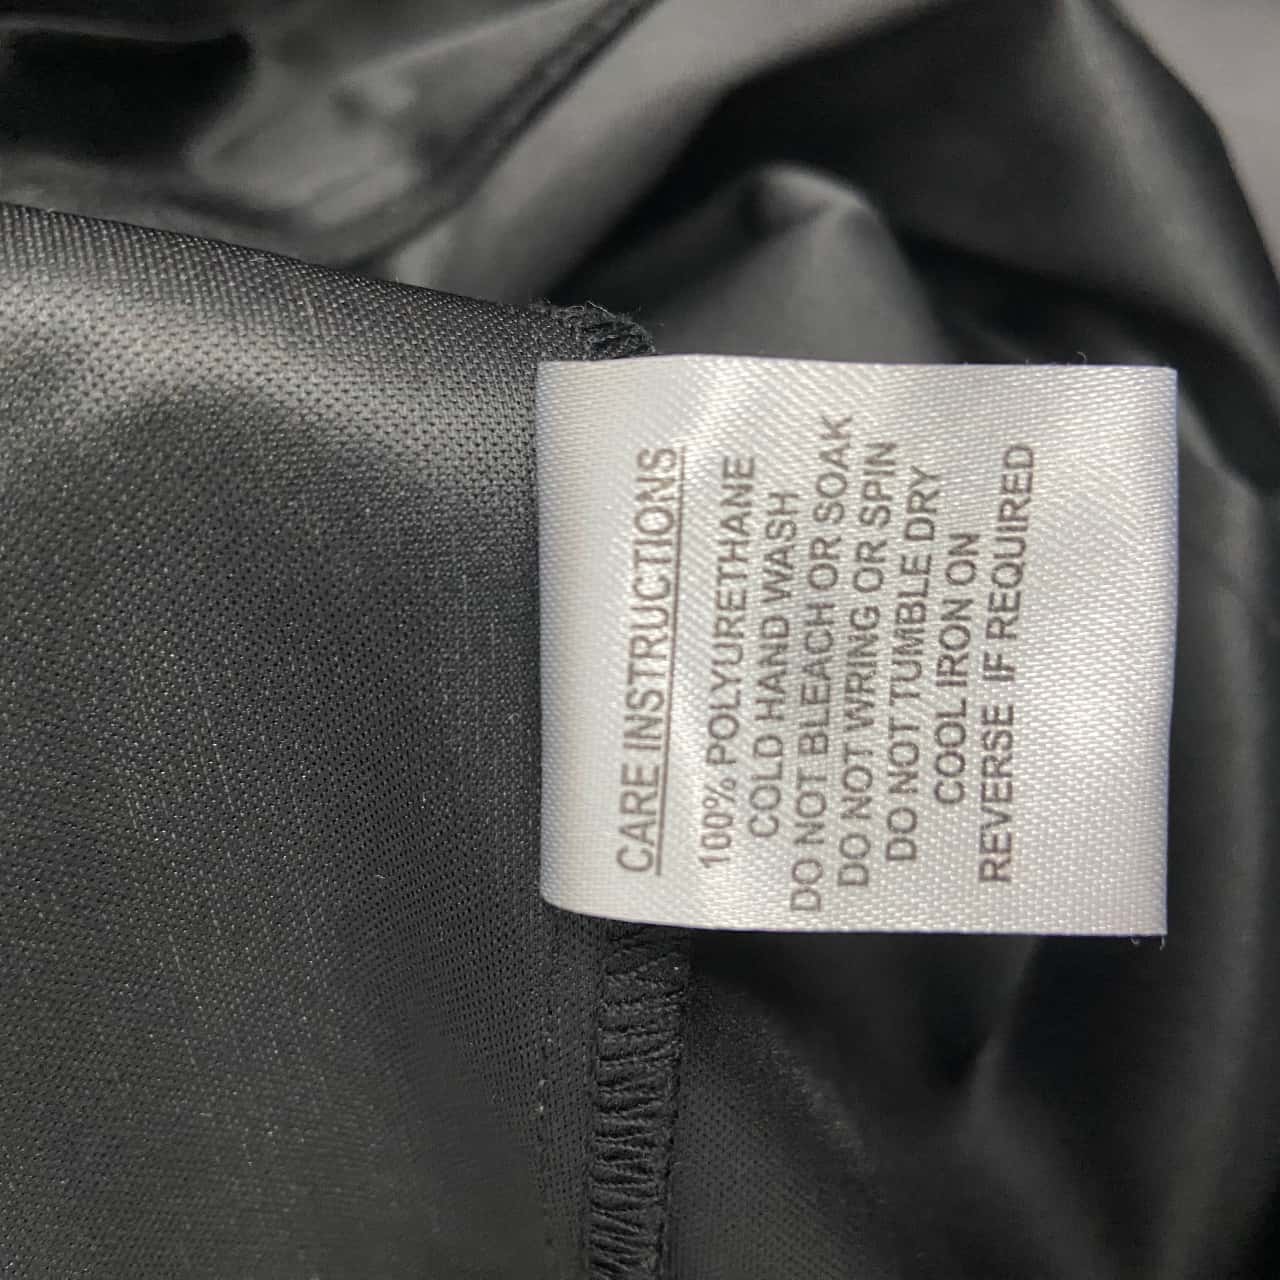 CARE INSTRUCTIONS
100% POLYURETHANE
COLD HAND WASH
DO NOT BLEACH OR SOAK
DO NOT WRING OR SPIN
DO NOT TUMBLE DRY
COOL IRON ON
REVERSE IF REQUIRED